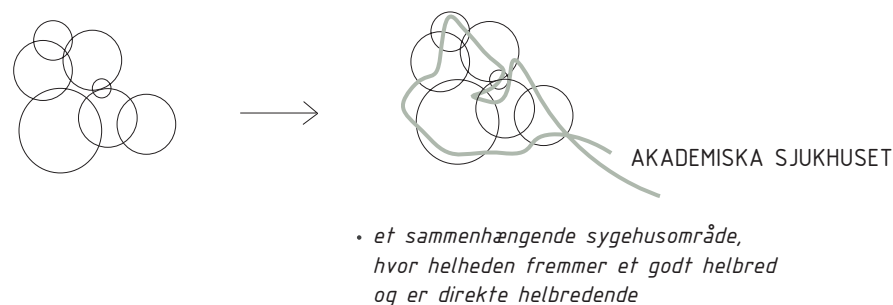 AKADEMISKA SJUKHUSET
• et sammenhængende sygehusområde,
hvor helheden fremmer et godt helbred
og er direkte helbredende